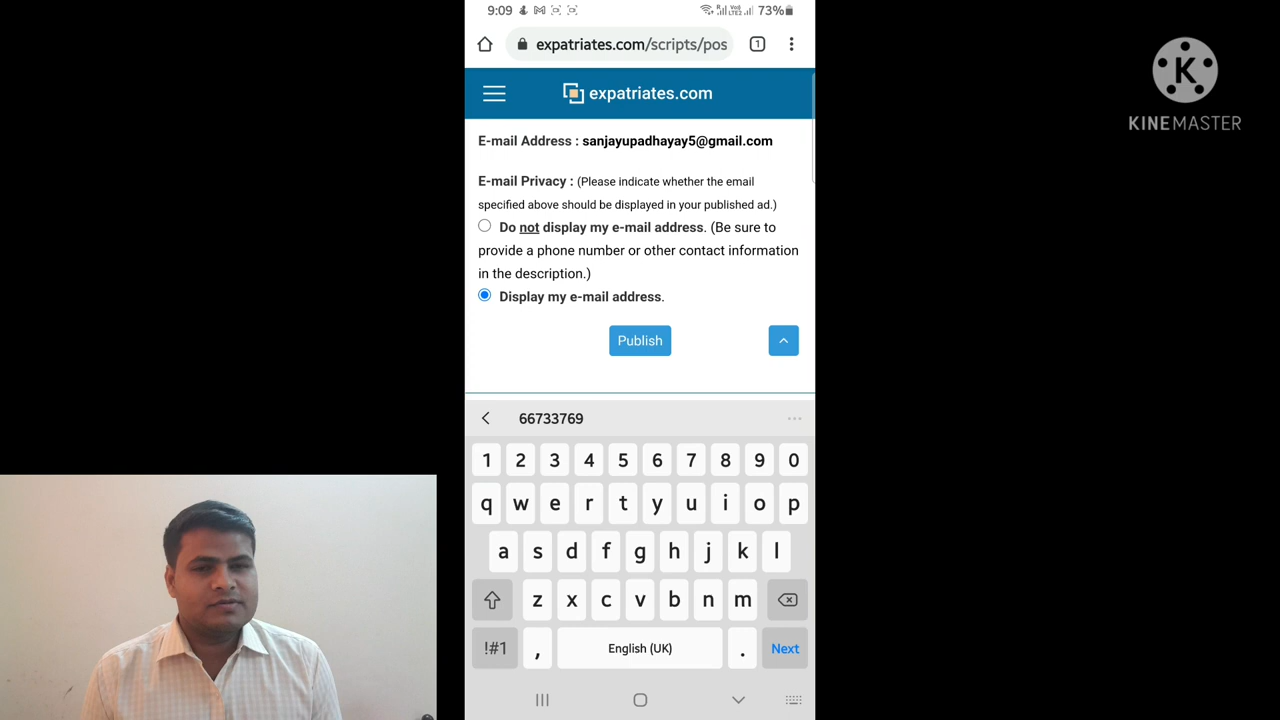 9:09
73%
expatriates.com/scripts/pos
1
expatriates.com
E-mail Address : sanjayupadhayay5@gmail.com
E-mail Privacy : (Please indicate whether the email
specified above should be displayed in your published ad.)
Do not display my e-mail address. (Be sure to
provide a phone number or other contact information
in the description.)
Display my e-mail address.
Publish
66733769
1 2 3 4 5 6 7 8 9 0
q w e r t y u i o p
a s d f g h j k l
z x c v b n m
!#1 , English (UK) . Next
K
KINEMASTER